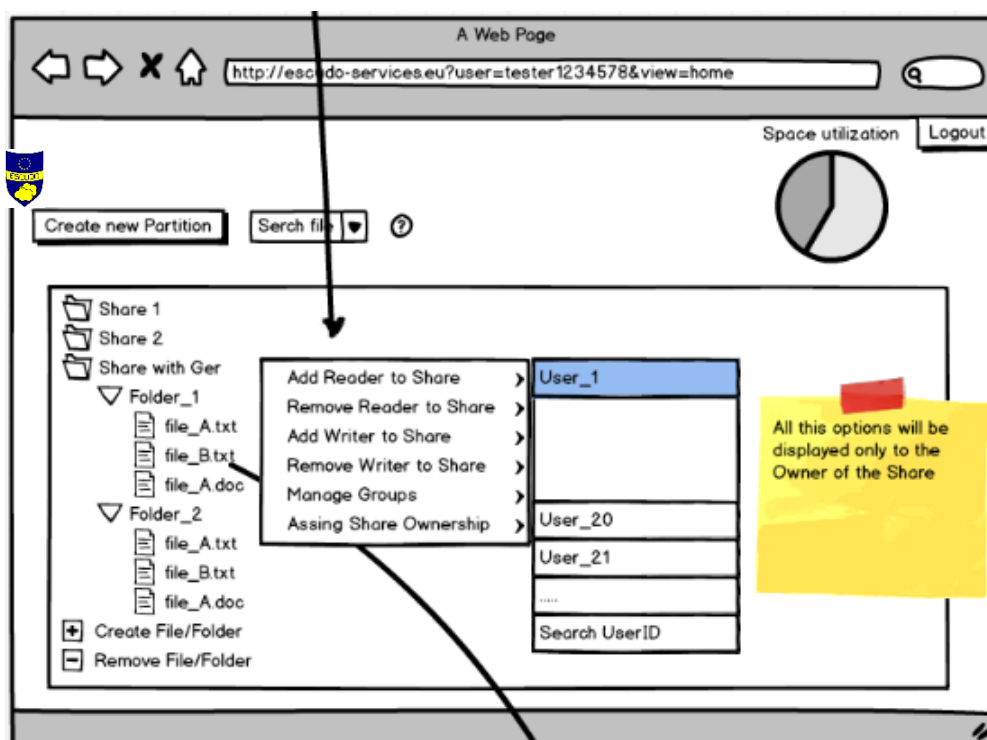 A Web Page
http://escudo-services.eu?user=tester1234578&view=home
Space utilization
Logout
ESCUDO
Create new Partition
Serch file
?
Share 1
Share 2
Share with Ger
Folder_1
file_A.txt
file_B.txt
file_A.doc
Folder_2
file_A.txt
file_B.txt
file_A.doc
Create File/Folder
Remove File/Folder
Add Reader to Share
Remove Reader to Share
Add Writer to Share
Remove Writer to Share
Manage Groups
Assing Share Ownership
User_1
User_20
User_21
.....
Search UserID
All this options will be
displayed only to the
Owner of the Share